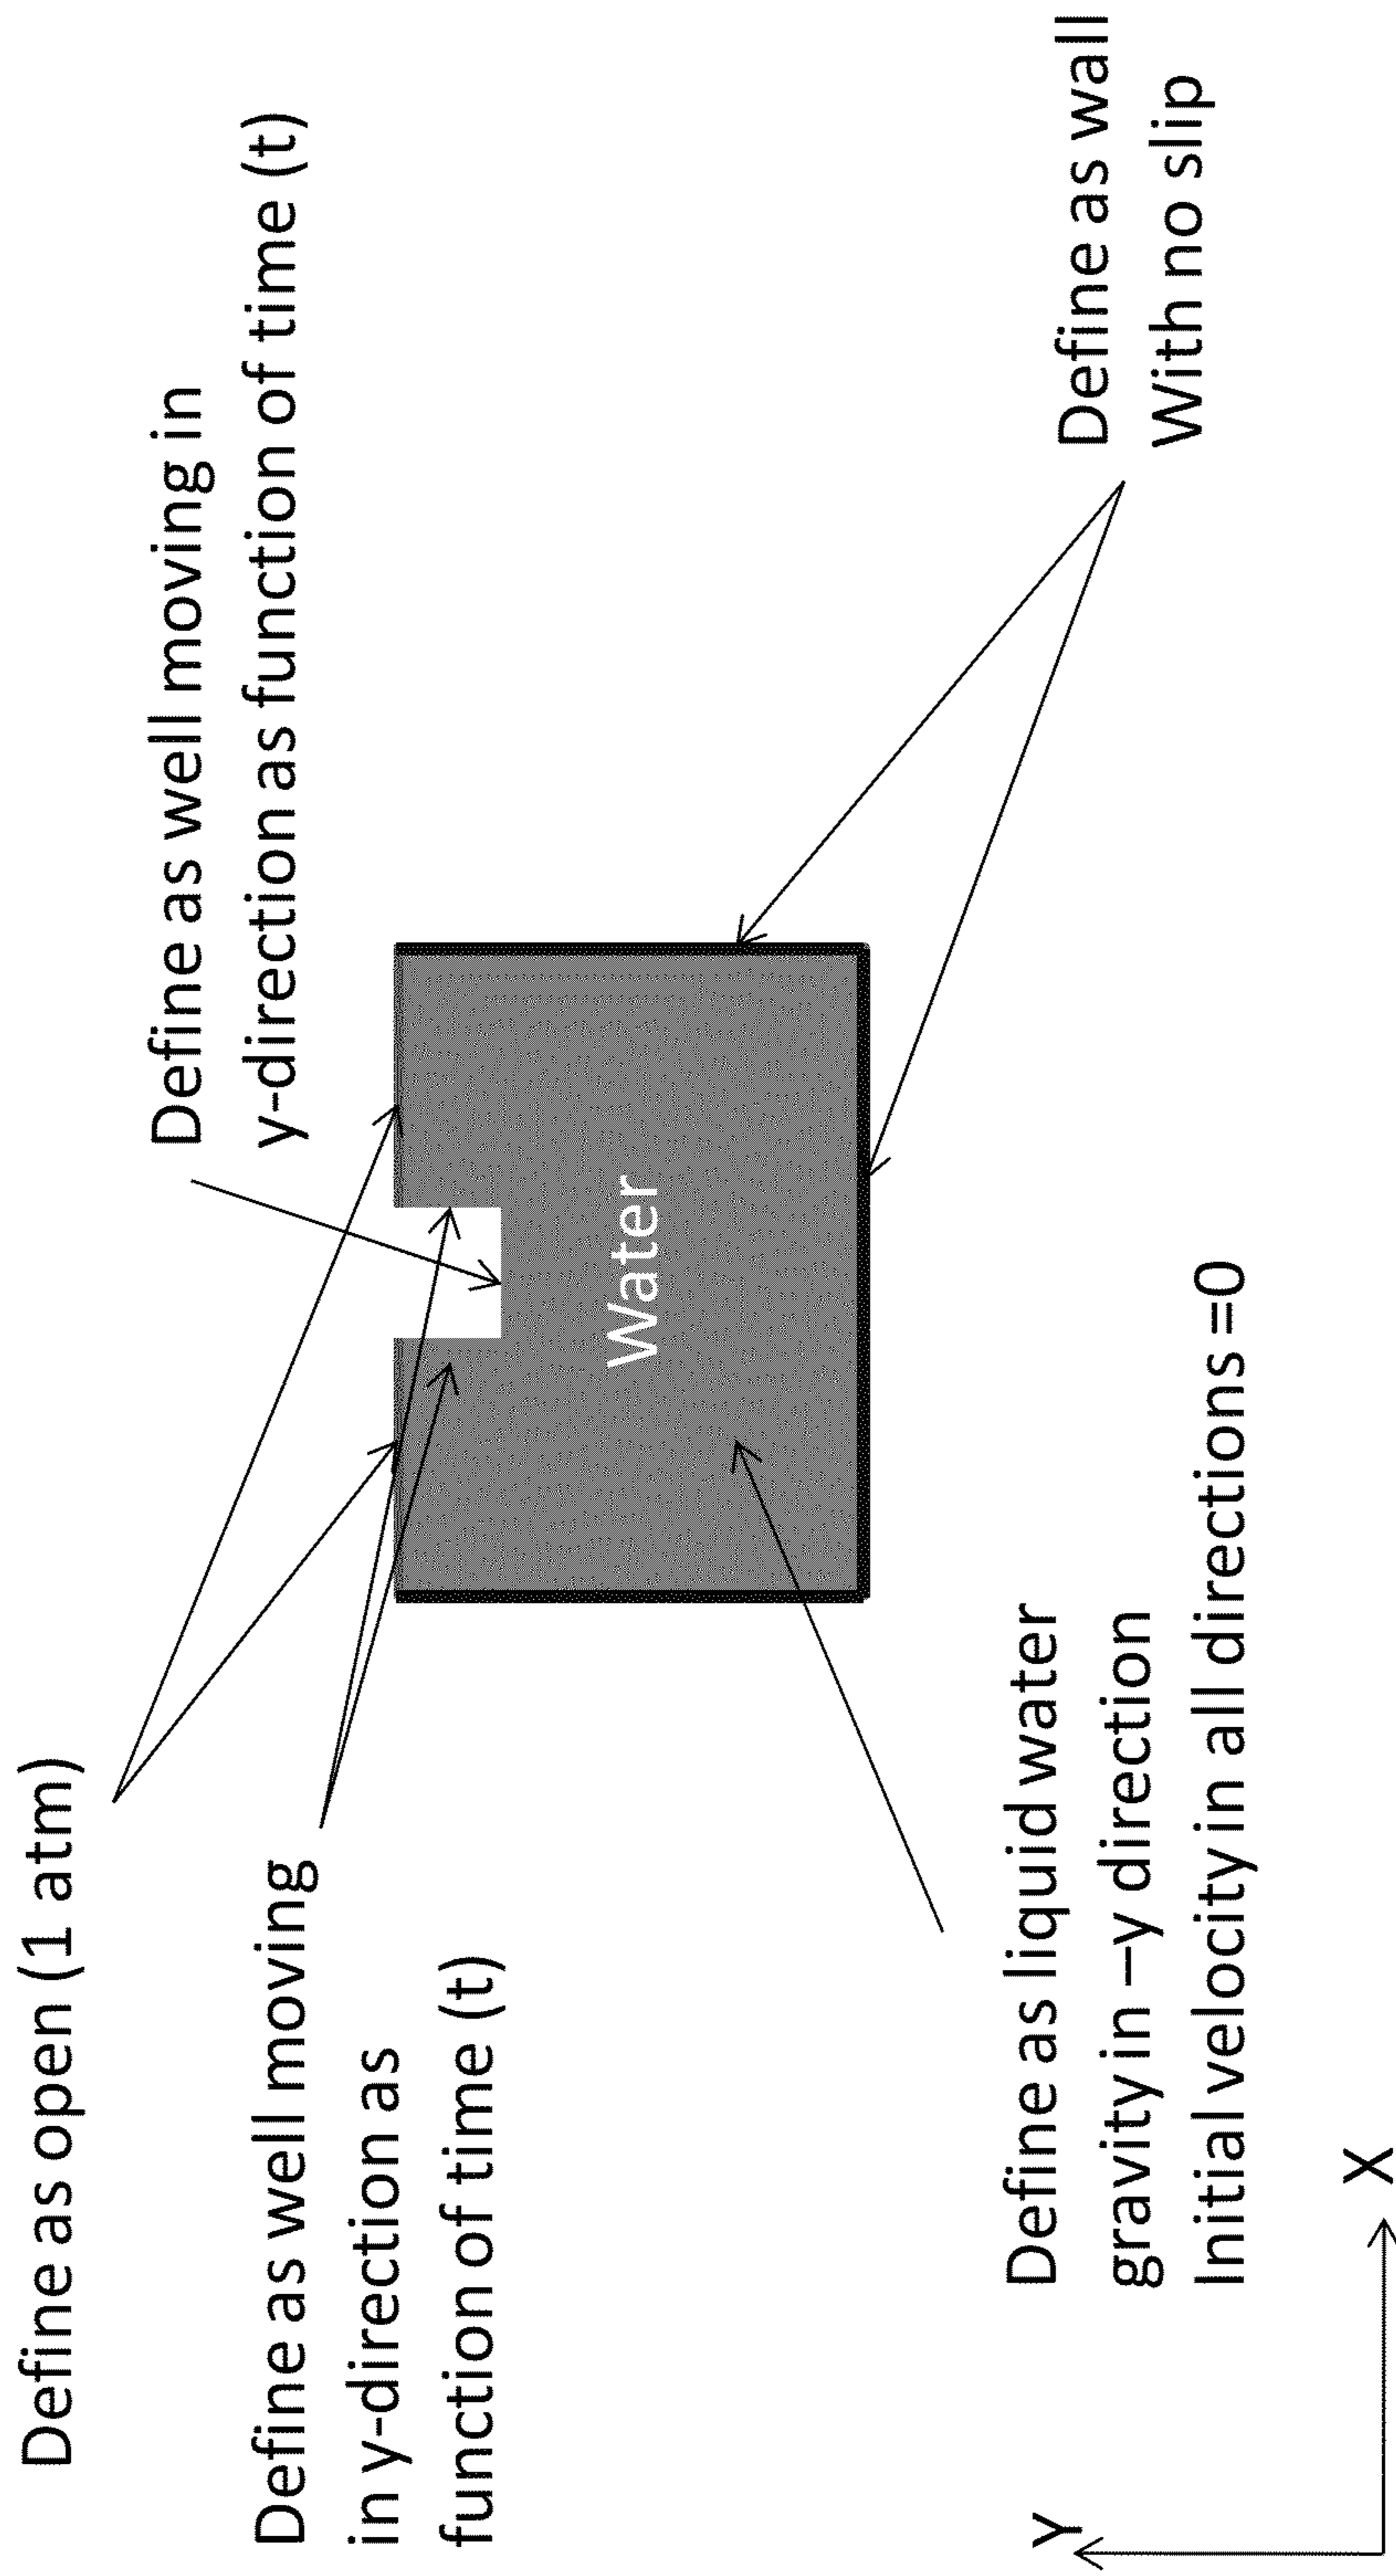 Define as open (1 atm)
Define as well moving
in y-direction as
function of time (t)
Define as well moving in
y-direction as function of time (t)
Water
Define as liquid water
gravity in –y direction
Initial velocity in all directions =0
Define as wall
With no slip
Y
X